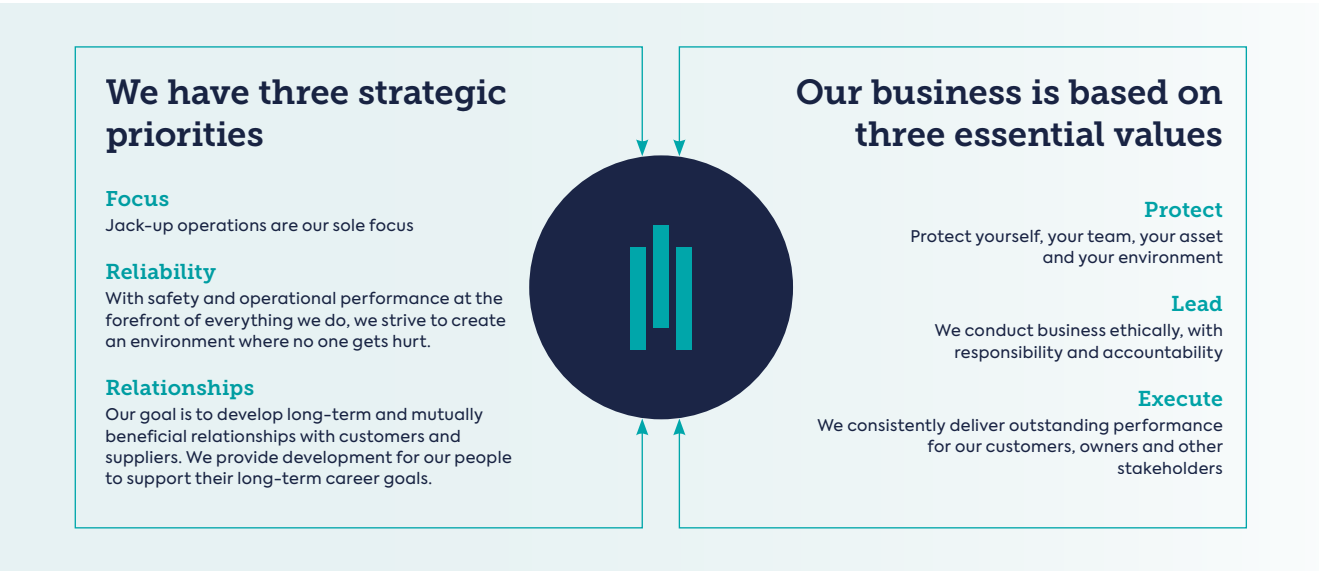 We have three strategic
priorities
Focus
Jack-up operations are our sole focus
Reliability
With safety and operational performance at the
forefront of everything we do, we strive to create
an environment where no one gets hurt.
Relationships
Our goal is to develop long-term and mutually
beneficial relationships with customers and
suppliers. We provide development for our people
to support their long-term career goals.
Our business is based on
three essential values
Protect
Protect yourself, your team, your asset
and your environment
Lead
We conduct business ethically, with
responsibility and accountability
Execute
We consistently deliver outstanding performance
for our customers, owners and other
stakeholders